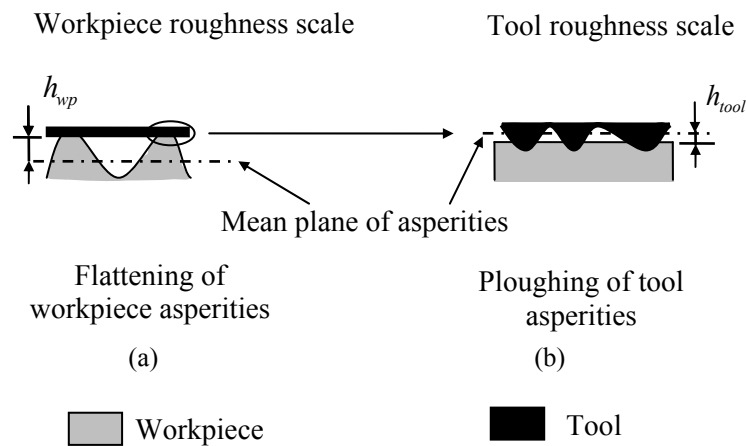 Workpiece roughness scale
Tool roughness scale
h_wp
h_tool
Mean plane of asperities
Flattening of
workpiece asperities
Ploughing of tool
asperities
(a)
(b)
Workpiece
Tool